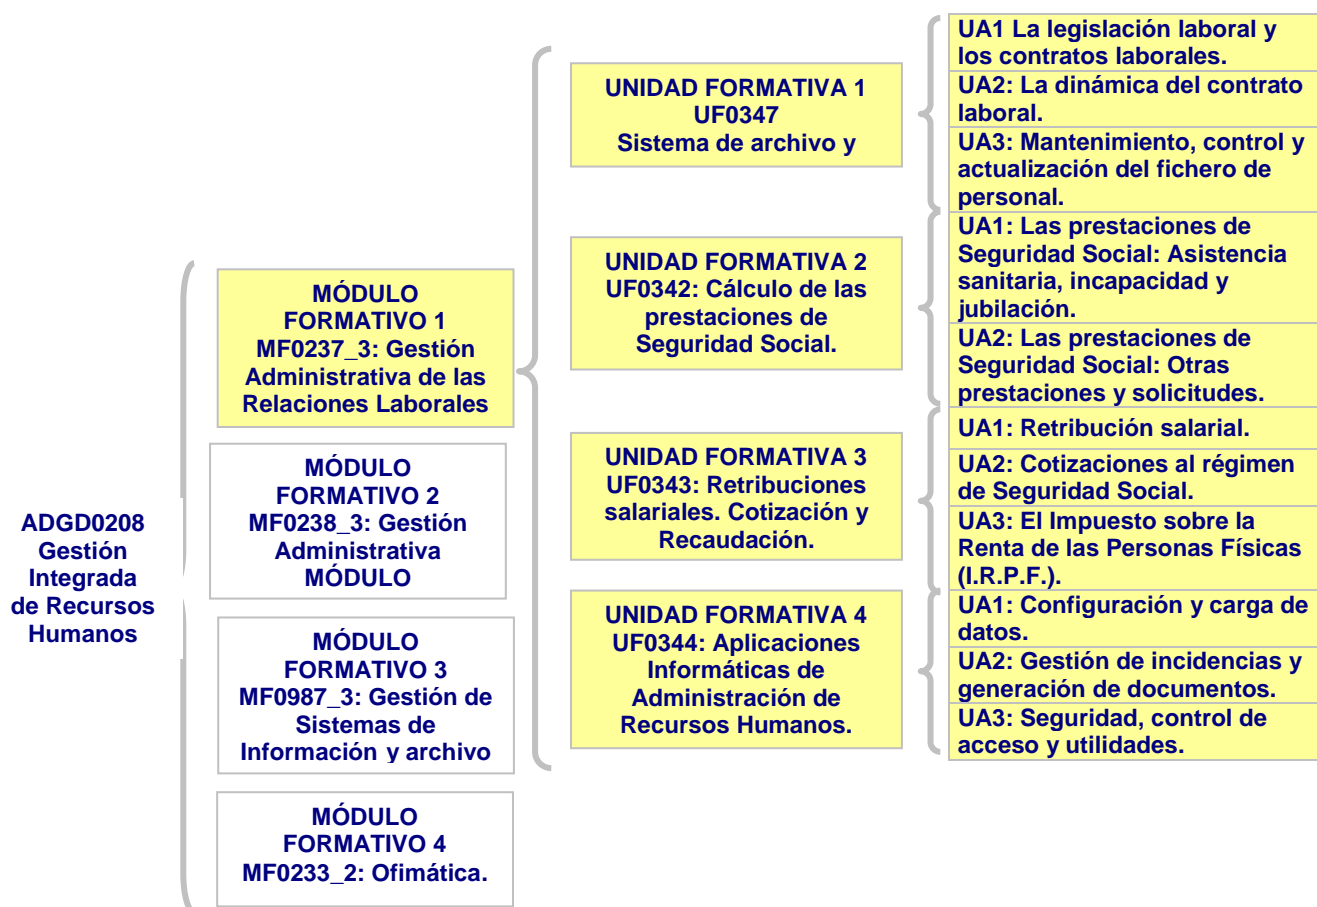 ADGD0208
Gestión
Integrada
de Recursos
Humanos
MÓDULO
FORMATIVO 1
MF0237_3: Gestión
Administrativa de las
Relaciones Laborales
MÓDULO
FORMATIVO 2
MF0238_3: Gestión
Administrativa
MÓDULO
MÓDULO
FORMATIVO 3
MF0987_3: Gestión de
Sistemas de
Información y archivo
MÓDULO
FORMATIVO 4
MF0233_2: Ofimática.
UNIDAD FORMATIVA 1
UF0347
Sistema de archivo y
UNIDAD FORMATIVA 2
UF0342: Cálculo de las
prestaciones de
Seguridad Social.
UNIDAD FORMATIVA 3
UF0343: Retribuciones
salariales. Cotización y
Recaudación.
UNIDAD FORMATIVA 4
UF0344: Aplicaciones
Informáticas de
Administración de
Recursos Humanos.
UA1 La legislación laboral y
los contratos laborales.
UA2: La dinámica del contrato
laboral.
UA3: Mantenimiento, control y
actualización del fichero de
personal.
UA1: Las prestaciones de
Seguridad Social: Asistencia
sanitaria, incapacidad y
jubilación.
UA2: Las prestaciones de
Seguridad Social: Otras
prestaciones y solicitudes.
UA1: Retribución salarial.
UA2: Cotizaciones al régimen
de Seguridad Social.
UA3: El Impuesto sobre la
Renta de las Personas Físicas
(I.R.P.F.).
UA1: Configuración y carga de
datos.
UA2: Gestión de incidencias y
generación de documentos.
UA3: Seguridad, control de
acceso y utilidades.